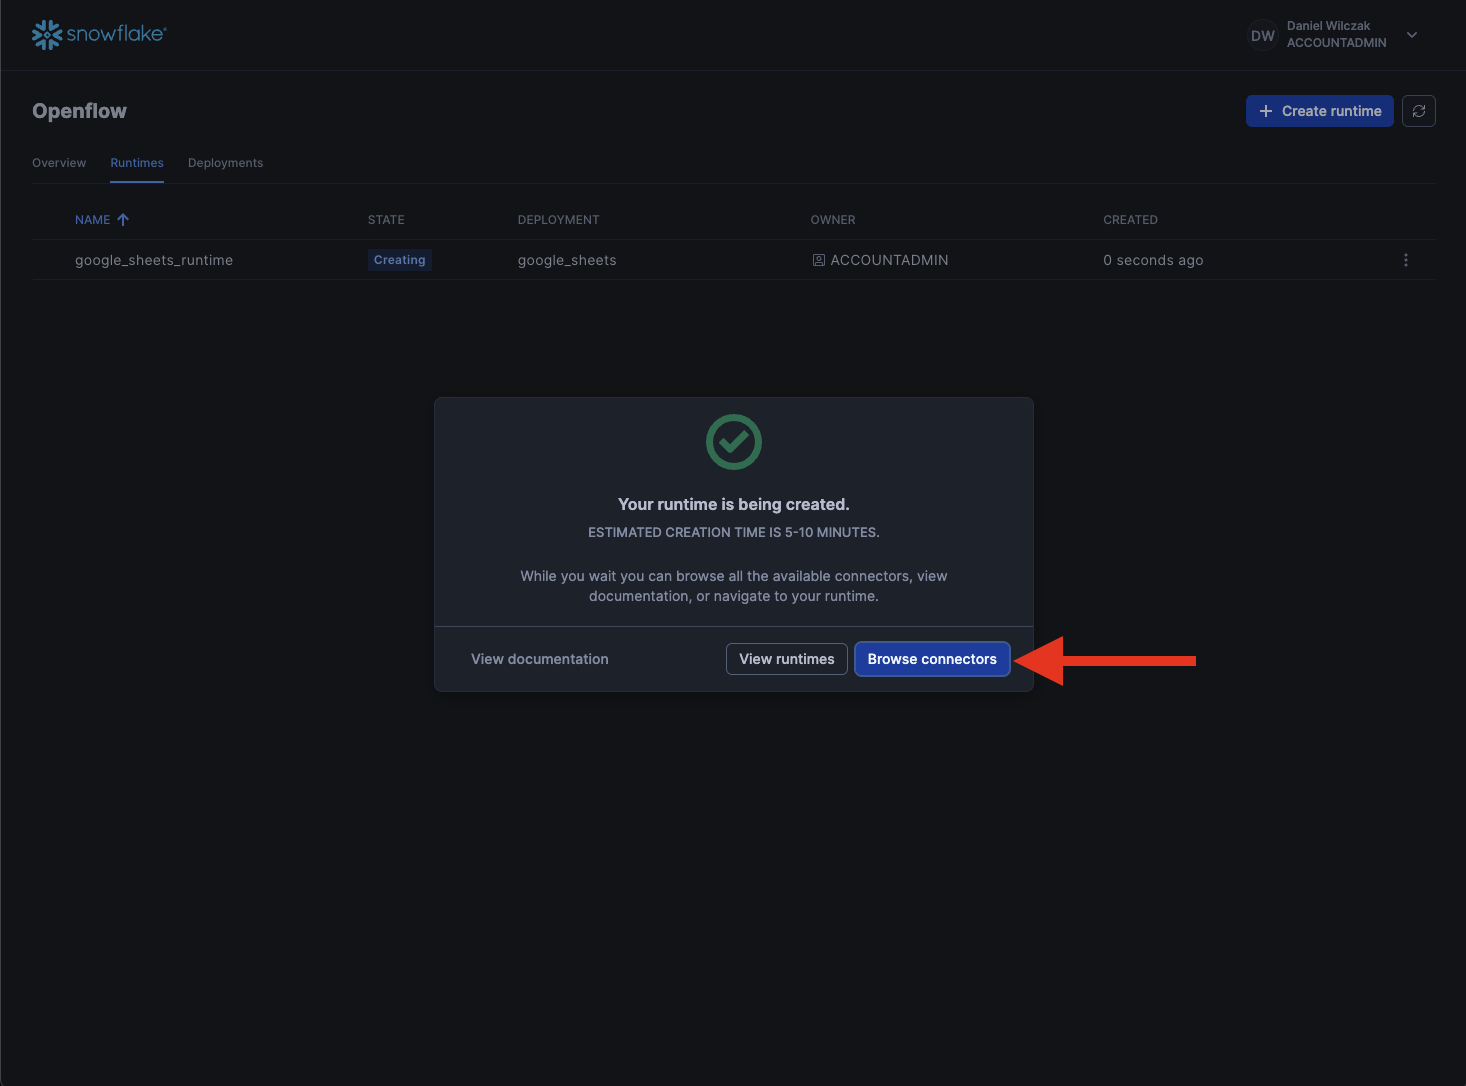 snowflake
DW
Daniel Wilczak
ACCOUNTADMIN
Openflow
Create runtime
Overview
Runtimes
Deployments
NAME
STATE
DEPLOYMENT
OWNER
CREATED
google_sheets_runtime
Creating
google_sheets
ACCOUNTADMIN
0 seconds ago
Your runtime is being created.
ESTIMATED CREATION TIME IS 5-10 MINUTES.
While you wait you can browse all the available connectors, view
documentation, or navigate to your runtime.
View documentation
View runtimes
Browse connectors